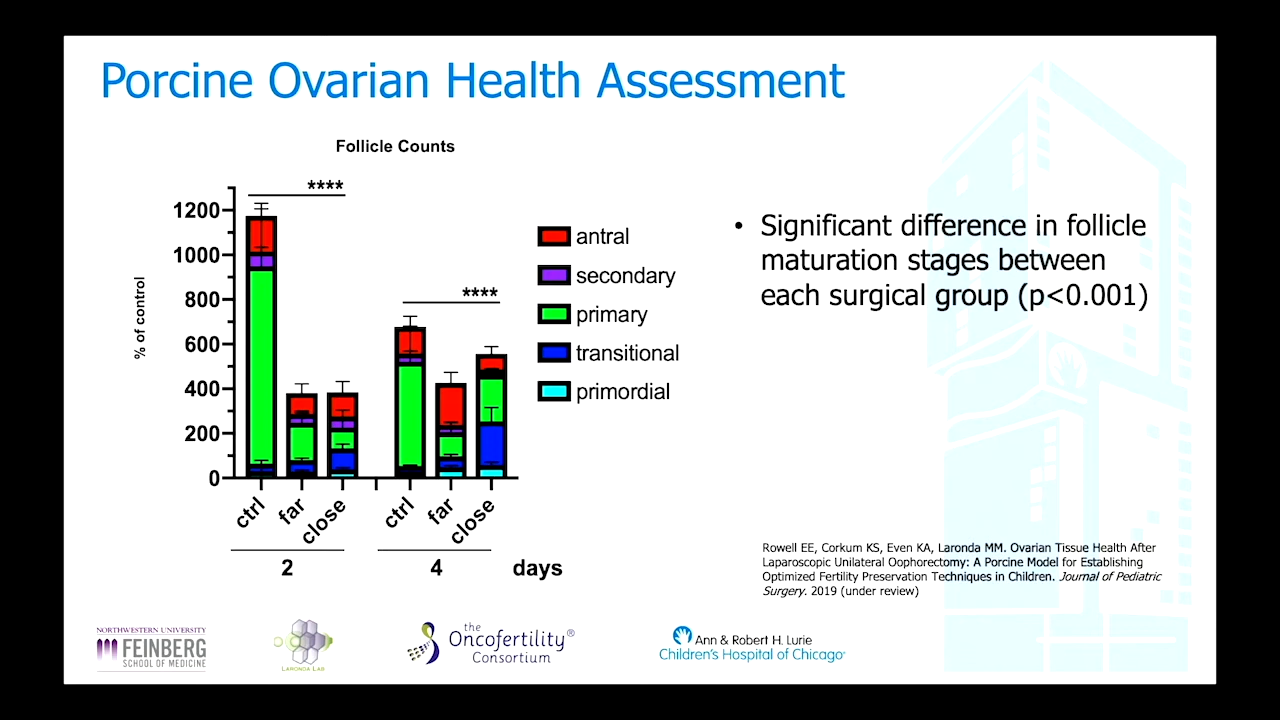 Porcine Ovarian Health Assessment
Follicle Counts
% of control
1200
1000
800
600
400
200
0
****
****
ctrl
far
close
ctrl
far
close
2
4
days
antral
secondary
primary
transitional
primordial
• Significant difference in follicle
maturation stages between
each surgical group (p<0.001)
Rowell EE, Corkum KS, Even KA, Laronda MM. Ovarian Tissue Health After
Laparoscopic Unilateral Oophorectomy: A Porcine Model for Establishing
Optimized Fertility Preservation Techniques in Children. Journal of Pediatric
Surgery. 2019 (under review)
NORTHWESTERN UNIVERSITY
FEINBERG
SCHOOL OF MEDICINE
LARONDA LAB
the
Oncofertility®
Consortium
Ann & Robert H. Lurie
Children's Hospital of Chicago